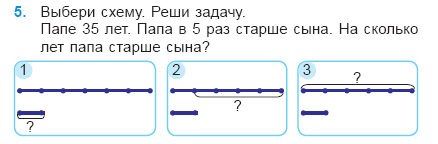 5. Выбери схему. Реши задачу.
Папе 35 лет. Папа в 5 раз старше сына. На сколько
лет папа старше сына?
1 2 3
?
?
?